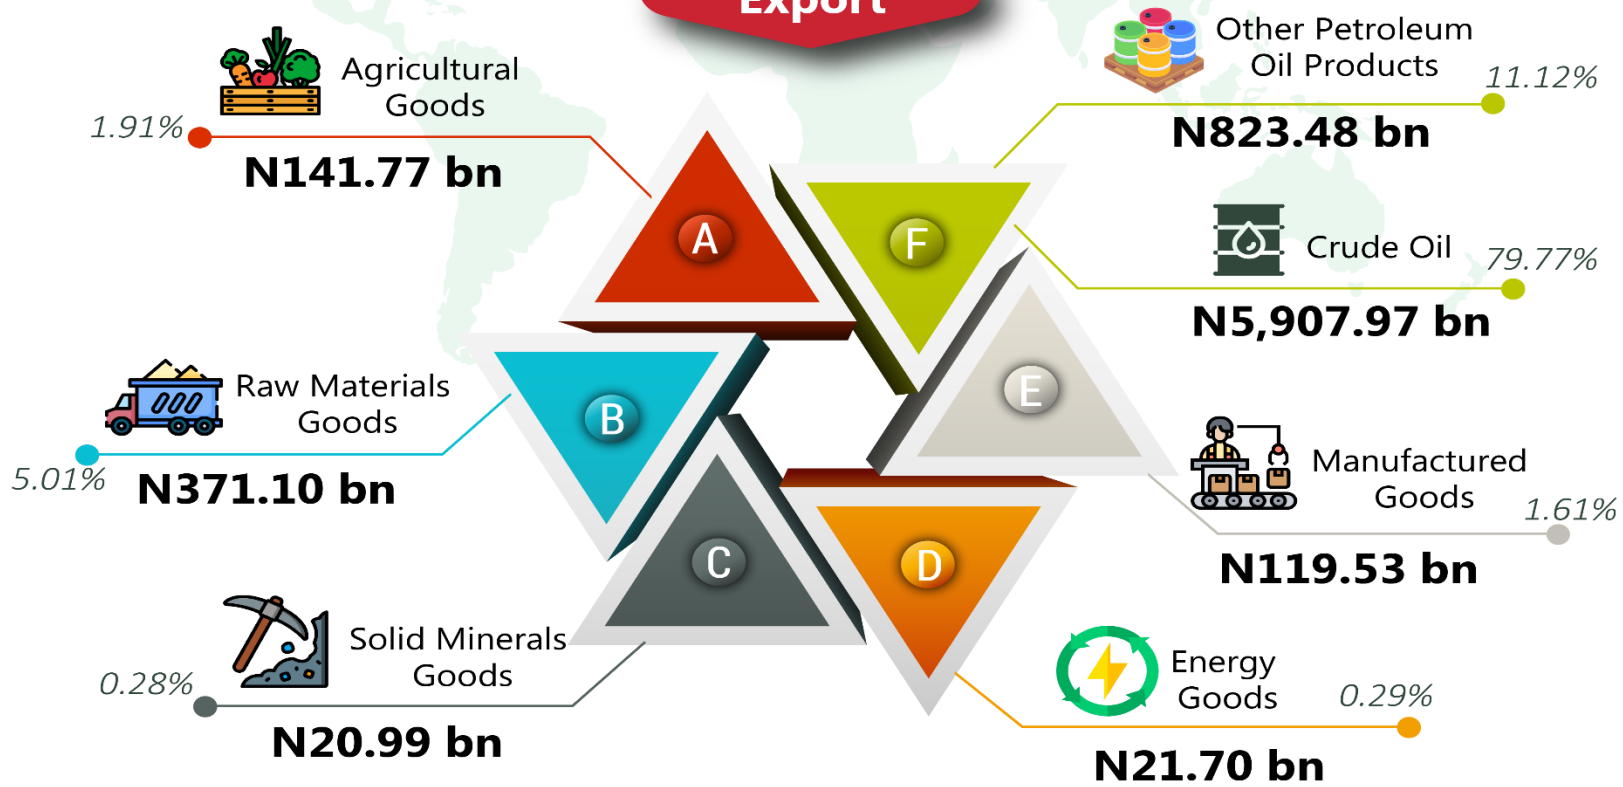 Export
Agricultural
Goods
1.91%
N141.77 bn
Other Petroleum
Oil Products
11.12%
N823.48 bn
Crude Oil
79.77%
N5,907.97 bn
A
F
E
B
C
D
Raw Materials
Goods
5.01%
N371.10 bn
Manufactured
Goods
1.61%
N119.53 bn
Solid Minerals
Goods
0.28%
N20.99 bn
Energy
Goods
0.29%
N21.70 bn